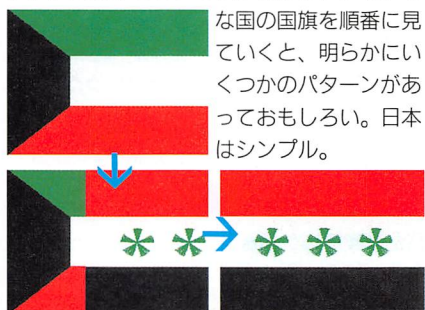 な国の国旗を順番に見
ていくと、明らかにい
くつかのパターンがあ
っておもしろい。日本
はシンプル。